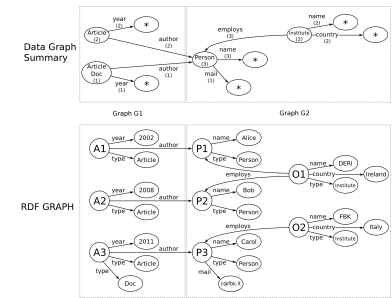 Data Graph
Summary
Article
(2)
year
(2)
*
author
(2)
Article
Doc
(1)
year
(1)
*
author
(1)
Person
(3)
employs
(3)
name
(3)
*
mail
(1)
*
Institute
(2)
name
(2)
*
country
(2)
*
Graph G1
Graph G2
RDF GRAPH
A1
year
2002
type
Article
author
P1
name
Alice
type
Person
employs
O1
name
DERI
country
Ireland
type
Institute
A2
year
2008
type
Article
author
P2
name
Bob
type
Person
employs
O2
name
FBK
country
Italy
type
Institute
A3
year
2011
type
Article
type
Doc
author
P3
name
Carol
type
Person
mail
c@fbk.it